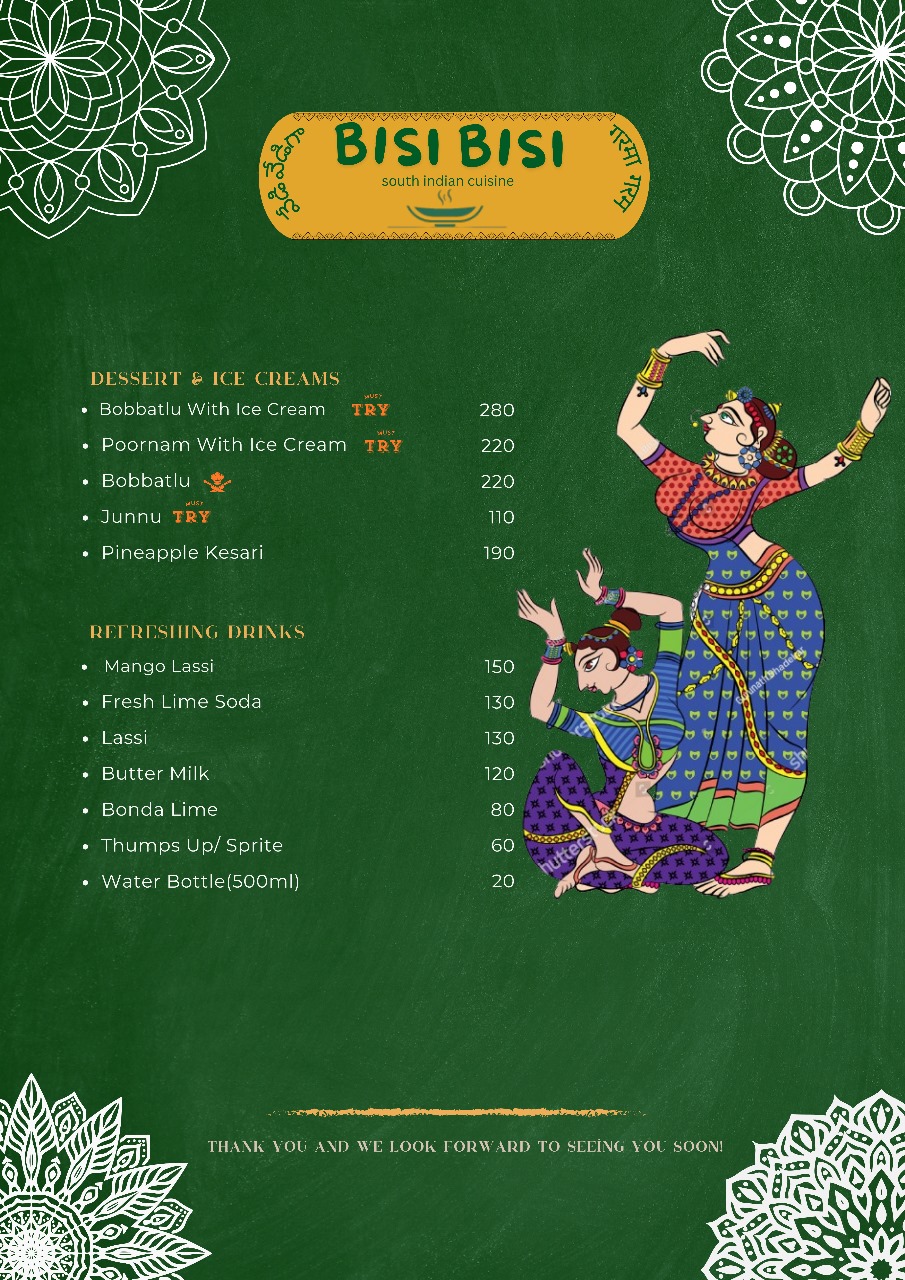 BISI BISI
south indian cuisine
వేడి వేడిగా
गरमा गरम
DESSERT & ICE CREAMS
• Bobbatlu With Ice Cream MUST TRY 280
• Poornam With Ice Cream MUST TRY 220
• Bobbatlu 220
• Junnu MUST TRY 110
• Pineapple Kesari 190
REFRESHING DRINKS
• Mango Lassi 150
• Fresh Lime Soda 130
• Lassi 130
• Butter Milk 120
• Bonda Lime 80
• Thumps Up/ Sprite 60
• Water Bottle(500ml) 20
THANK YOU AND WE LOOK FORWARD TO SEEING YOU SOON!